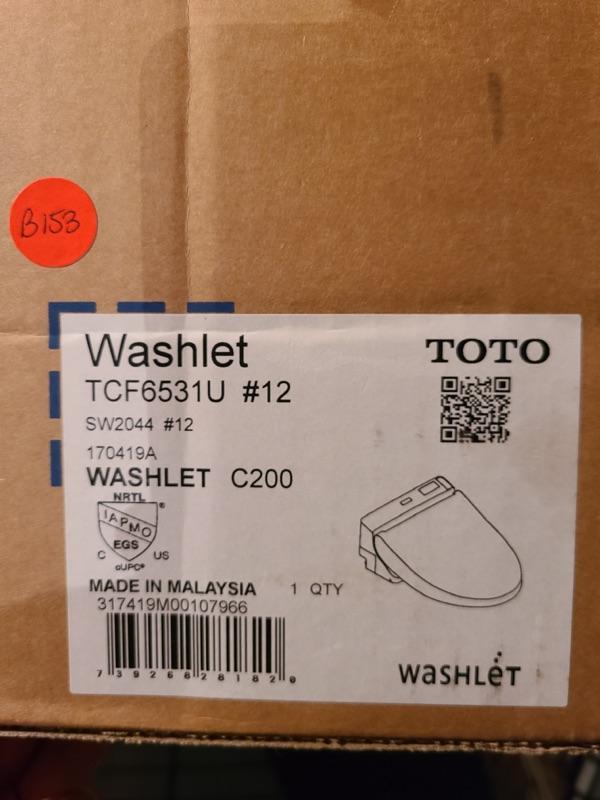 B153
Washlet
TOTO
TCF6531U #12
SW2044 #12
170419A
WASHLET C200
NRTL
®
IAPMO
EGS
C US
cUPC®
MADE IN MALAYSIA 1 QTY
317419M00107966
7 39268 28182 0
WASHLET